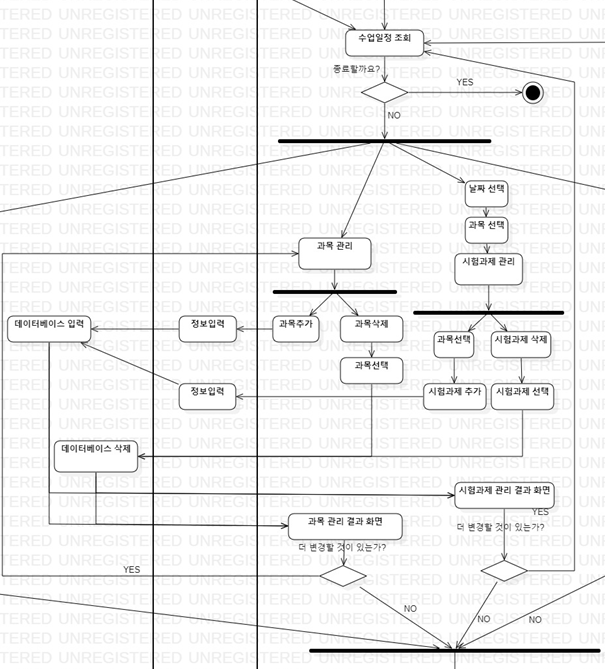 수업일정 조회
종료할까요?
YES
NO
날짜 선택
과목 선택
과목 관리
시험과제 관리
데이터베이스 입력
정보입력
과목추가
과목삭제
과목선택
시험과제 삭제
과목선택
정보입력
시험과제 추가
시험과제 선택
데이터베이스 삭제
시험과제 관리 결과 화면
YES
과목 관리 결과 화면
더 변경할 것이 있는가?
더 변경할 것이 있는가?
YES
NO
NO
NO
UNREGISTERED UNREGISTERED UNREGISTERED UNREGISTERED